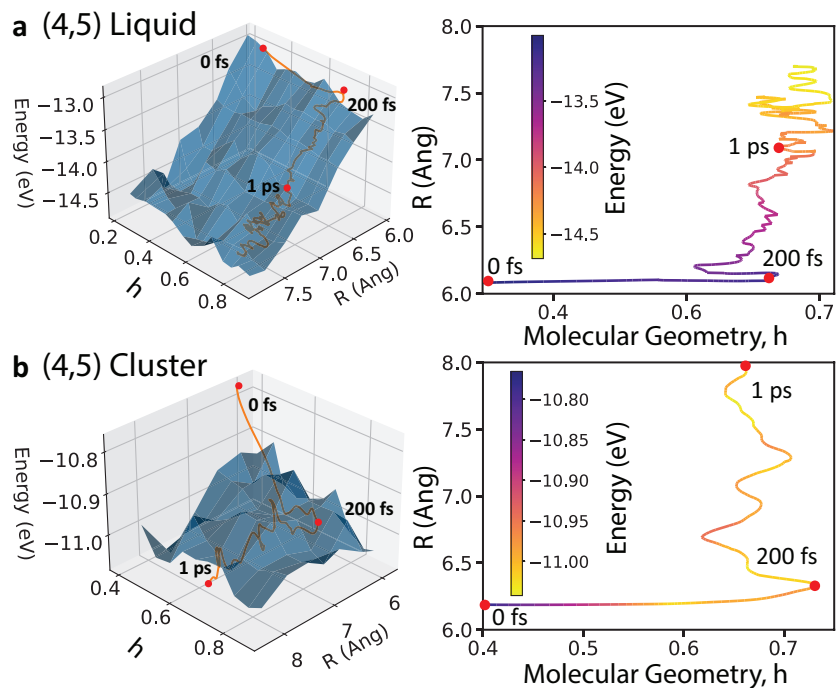 a (4,5) Liquid
0 fs
200 fs
1 ps
Energy (eV)
−13.0
−13.5
−14.0
−14.5
0.2
0.4
0.6
0.8
h
7.5
7.0
6.5
6.0
R (Ang)
8.0
7.5
7.0
6.5
6.0
R (Ang)
−13.5
−14.0
−14.5
Energy (eV)
1 ps
200 fs
0 fs
0.4
0.6
0.7
Molecular Geometry, h
b (4,5) Cluster
0 fs
200 fs
1 ps
Energy (eV)
−10.8
−10.9
−11.0
0.4
0.6
0.8
h
8
7
6
R (Ang)
8.0
7.5
7.0
6.5
6.0
R (Ang)
−10.80
−10.85
−10.90
−10.95
−11.00
Energy (eV)
1 ps
200 fs
0 fs
0.4
0.5
0.6
0.7
Molecular Geometry, h